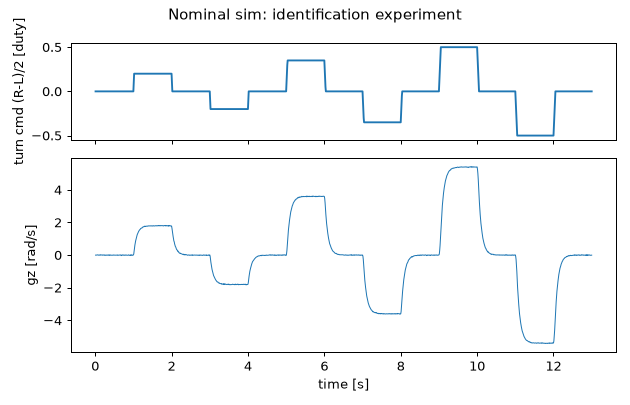 Nominal sim: identification experiment
turn cmd (R-L)/2 [duty]
0.5
0.0
−0.5
gz [rad/s]
4
2
0
−2
−4
0 2 4 6 8 10 12
time [s]